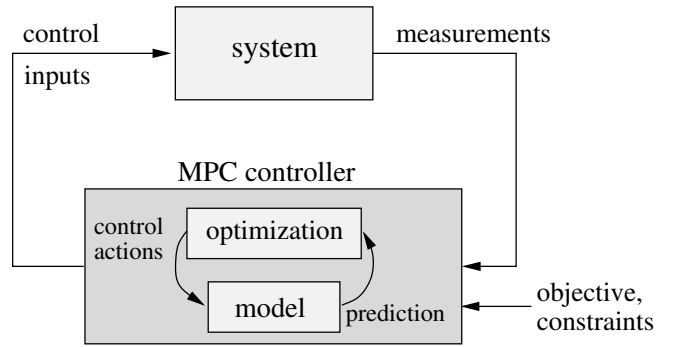 control
inputs
system
measurements
MPC controller
control
actions
optimization
model
prediction
objective,
constraints